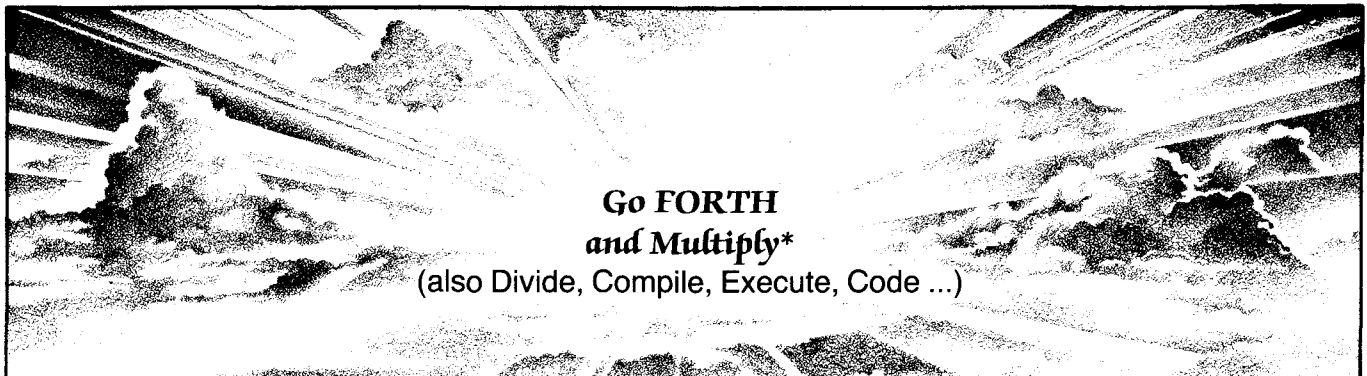 Go FORTH
and Multiply*
(also Divide, Compile, Execute, Code ...)